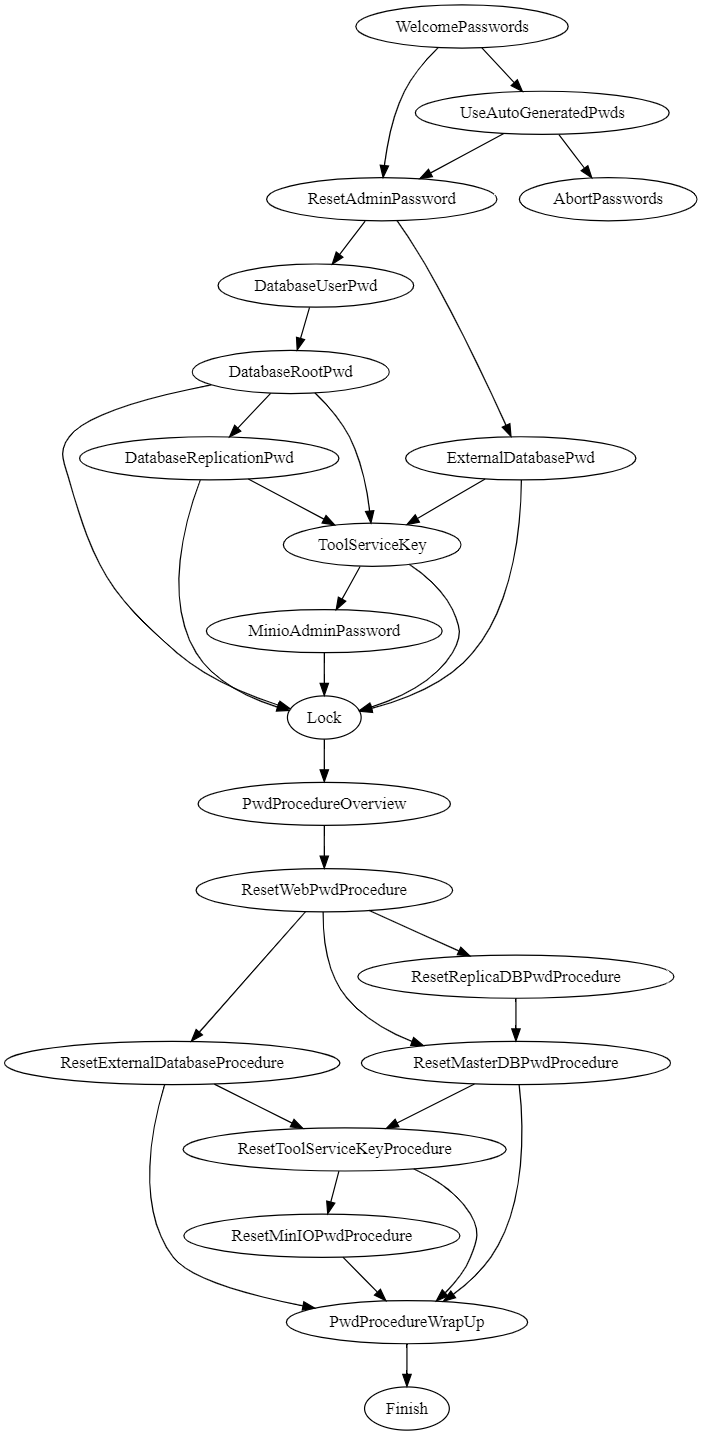 WelcomePasswords
UseAutoGeneratedPwds
ResetAdminPassword
AbortPasswords
DatabaseUserPwd
DatabaseRootPwd
DatabaseReplicationPwd
ExternalDatabasePwd
ToolServiceKey
MinioAdminPassword
Lock
PwdProcedureOverview
ResetWebPwdProcedure
ResetReplicaDBPwdProcedure
ResetExternalDatabaseProcedure
ResetMasterDBPwdProcedure
ResetToolServiceKeyProcedure
ResetMinIOPwdProcedure
PwdProcedureWrapUp
Finish